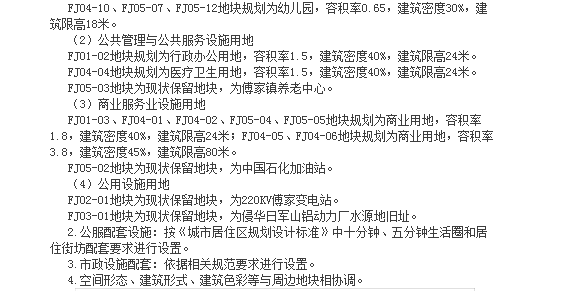 FJ04-10、FJ05-07、FJ05-12地块规划为幼儿园，容积率0.65，建筑密度30%，建
筑限高18米。
（2）公共管理与公共服务设施用地
FJ01-02地块规划为行政办公用地，容积率1.5，建筑密度40%，建筑限高24米。
FJ04-04地块规划为医疗卫生用地，容积率1.5，建筑密度40%，建筑限高24米。
FJ05-03地块为现状保留地块，为傅家镇养老中心。
（3）商业服务业设施用地
FJ01-03、FJ04-01、FJ04-02、FJ05-04、FJ05-05地块规划为商业用地，容积率
1.8，建筑密度40%，建筑限高24米；FJ04-05、FJ04-06地块规划为商业用地，容积率
3.8，建筑密度45%，建筑限高80米。
FJ05-02地块为现状保留地块，为中国石化加油站。
（4）公用设施用地
FJ02-01地块为现状保留地块，为220KV傅家变电站。
FJ03-01地块为现状保留地块，为侵华日军山铝动力厂水源地旧址。
2.公服配套设施：按《城市居住区规划设计标准》中十分钟、五分钟生活圈和居
住街坊配套要求进行设置。
3.市政设施配套：依据相关规范要求进行设置。
4.空间形态、建筑形式、建筑色彩等与周边地块相协调。